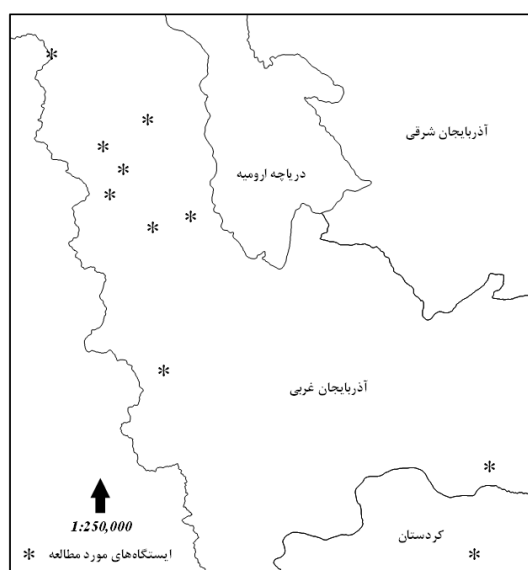 آذربایجان شرقی
دریاچه ارومیه
آذربایجان غربی
1:250,000
کردستان
* ایستگاه‌های مورد مطالعه